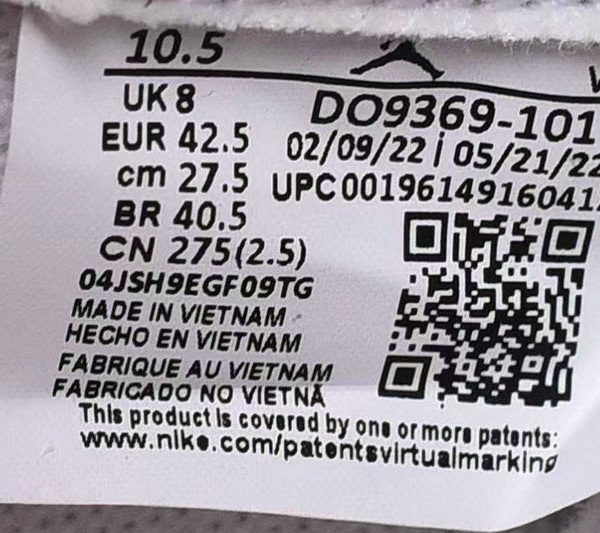 10.5
UK 8
EUR 42.5
cm 27.5
BR 40.5
CN 275(2.5)
04JSH9EGF09TG
MADE IN VIETNAM
HECHO EN VIETNAM
FABRIQUE AU VIETNAM
FABRICADO NO VIETNÃ
DO9369-101
02/09/22 | 05/21/22
UPC0019614916041
This product is covered by one or more patents:
www.nike.com/patentsvirtualmarking